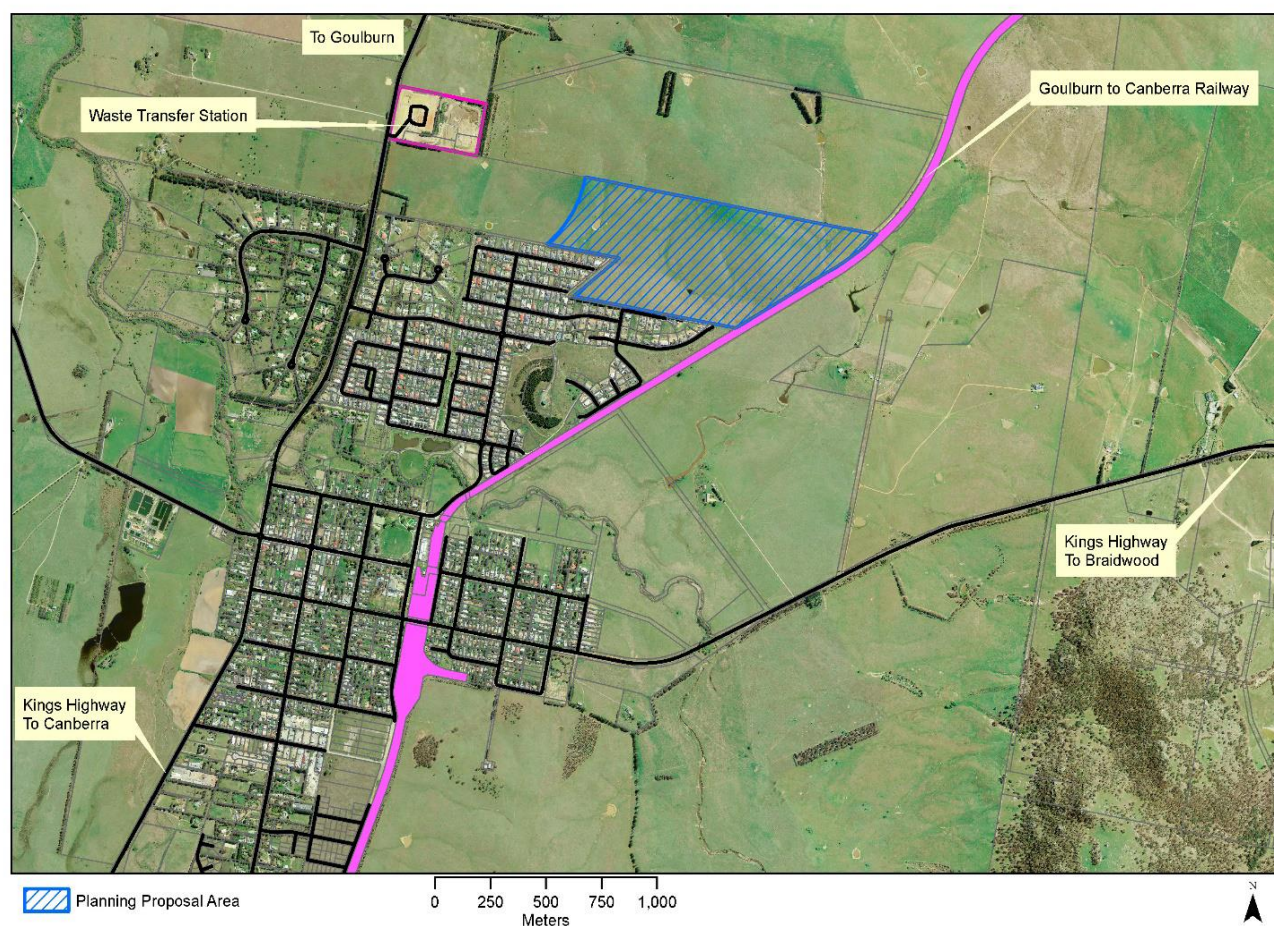 To Goulburn
Goulburn to Canberra Railway
Waste Transfer Station
Kings Highway
To Braidwood
Kings Highway
To Canberra
Planning Proposal Area
0 250 500 750 1,000
Meters
N